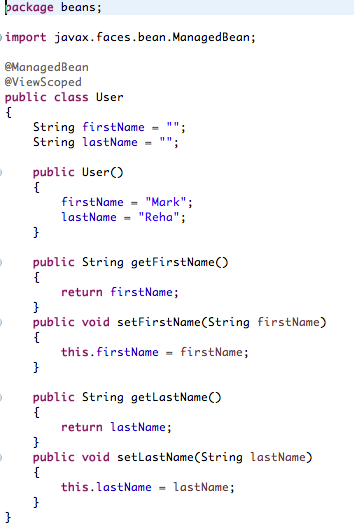 package beans;
import javax.faces.bean.ManagedBean;
@ManagedBean
@ViewScoped
public class User
{
String firstName = "";
String lastName = "";
public User()
{
firstName = "Mark";
lastName = "Reha";
}
public String getFirstName()
{
return firstName;
}
public void setFirstName(String firstName)
{
this.firstName = firstName;
}
public String getLastName()
{
return lastName;
}
public void setLastName(String lastName)
{
this.lastName = lastName;
}
}